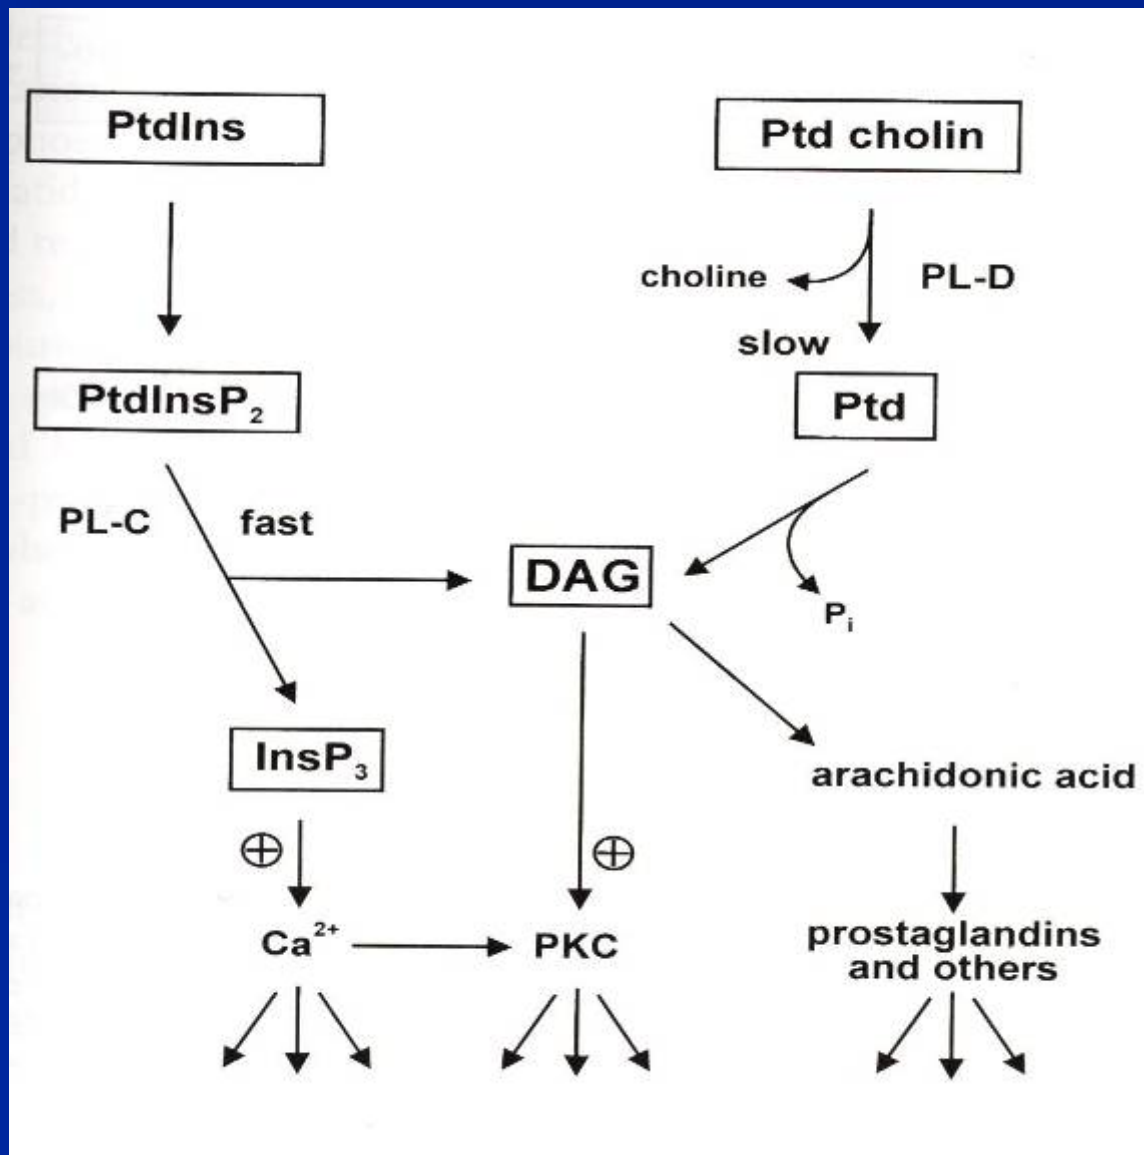 PtdIns
Ptd cholin
choline
PL-D
slow
PtdInsP₂
Ptd
PL-C
fast
DAG
Pᵢ
InsP₃
arachidonic acid
Ca²⁺
PKC
prostaglandins
and others